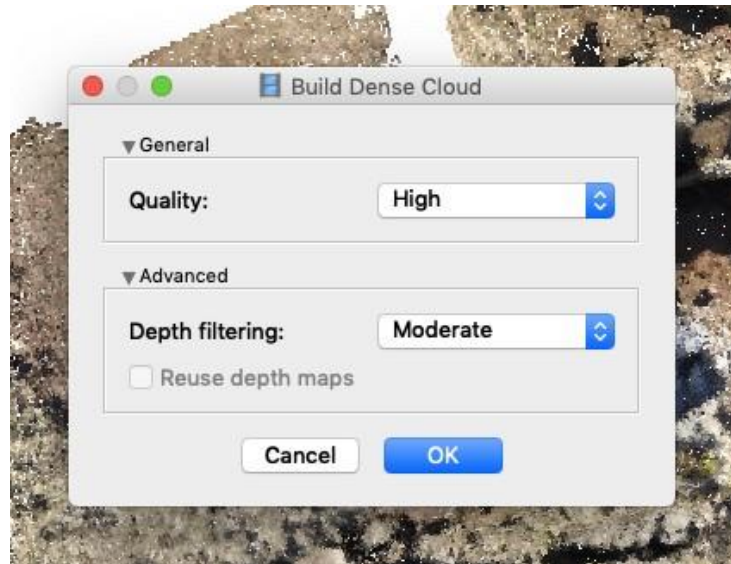 Build Dense Cloud
General
Quality: High
Advanced
Depth filtering: Moderate
Reuse depth maps
Cancel OK